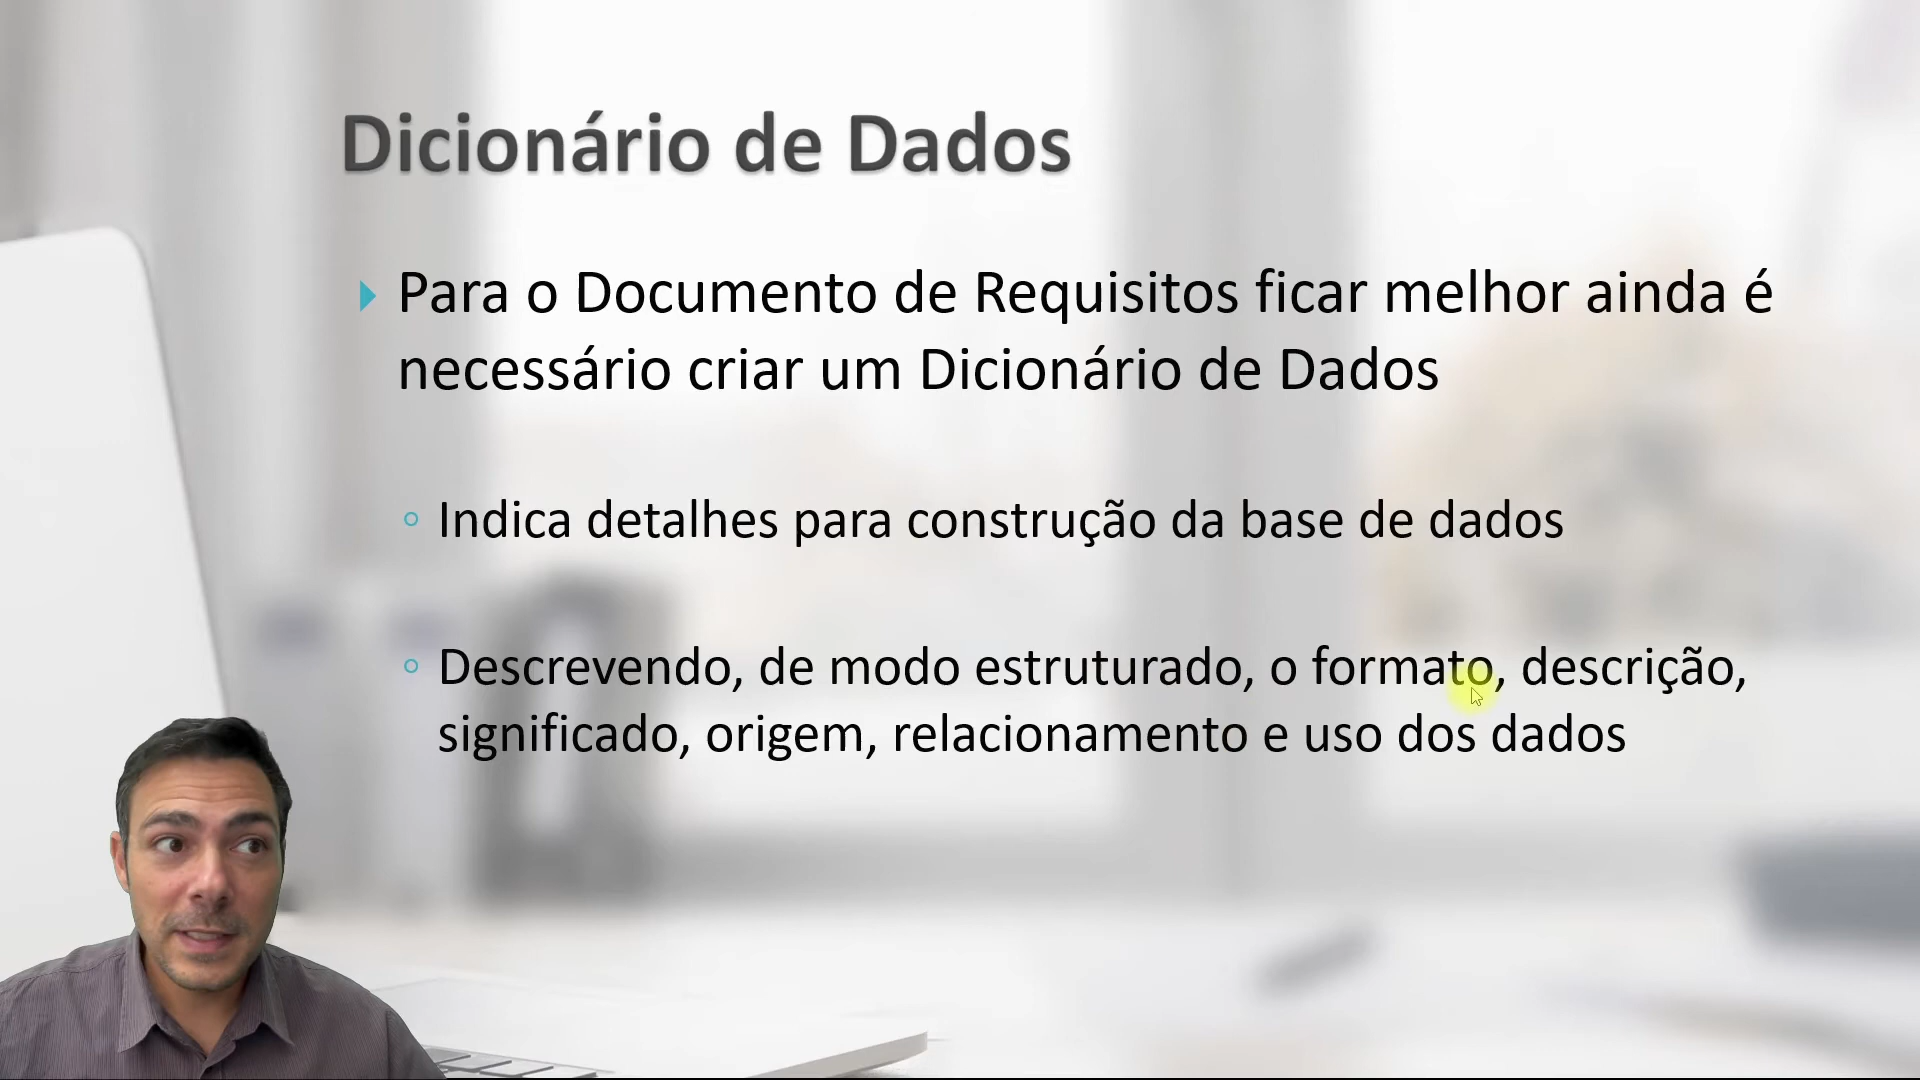 Dicionário de Dados
Para o Documento de Requisitos ficar melhor ainda é
necessário criar um Dicionário de Dados
Indica detalhes para construção da base de dados
Descrevendo, de modo estruturado, o formato, descrição,
significado, origem, relacionamento e uso dos dados